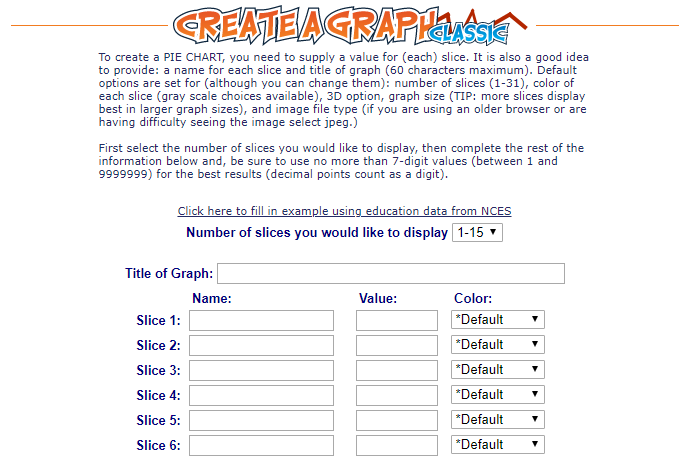 CREATE A GRAPH
CLASSIC
To create a PIE CHART, you need to supply a value for (each) slice. It is also a good idea
to provide: a name for each slice and title of graph (60 characters maximum). Default
options are set for (although you can change them): number of slices (1-31), color of
each slice (gray scale choices available), 3D option, graph size (TIP: more slices display
best in larger graph sizes), and image file type (if you are using an older browser or are
having difficulty seeing the image select jpeg.)
First select the number of slices you would like to display, then complete the rest of the
information below and, be sure to use no more than 7-digit values (between 1 and
9999999) for the best results (decimal points count as a digit).
Click here to fill in example using education data from NCES
Number of slices you would like to display 1-15
Title of Graph:
Name: Value: Color:
Slice 1: *Default
Slice 2: *Default
Slice 3: *Default
Slice 4: *Default
Slice 5: *Default
Slice 6: *Default